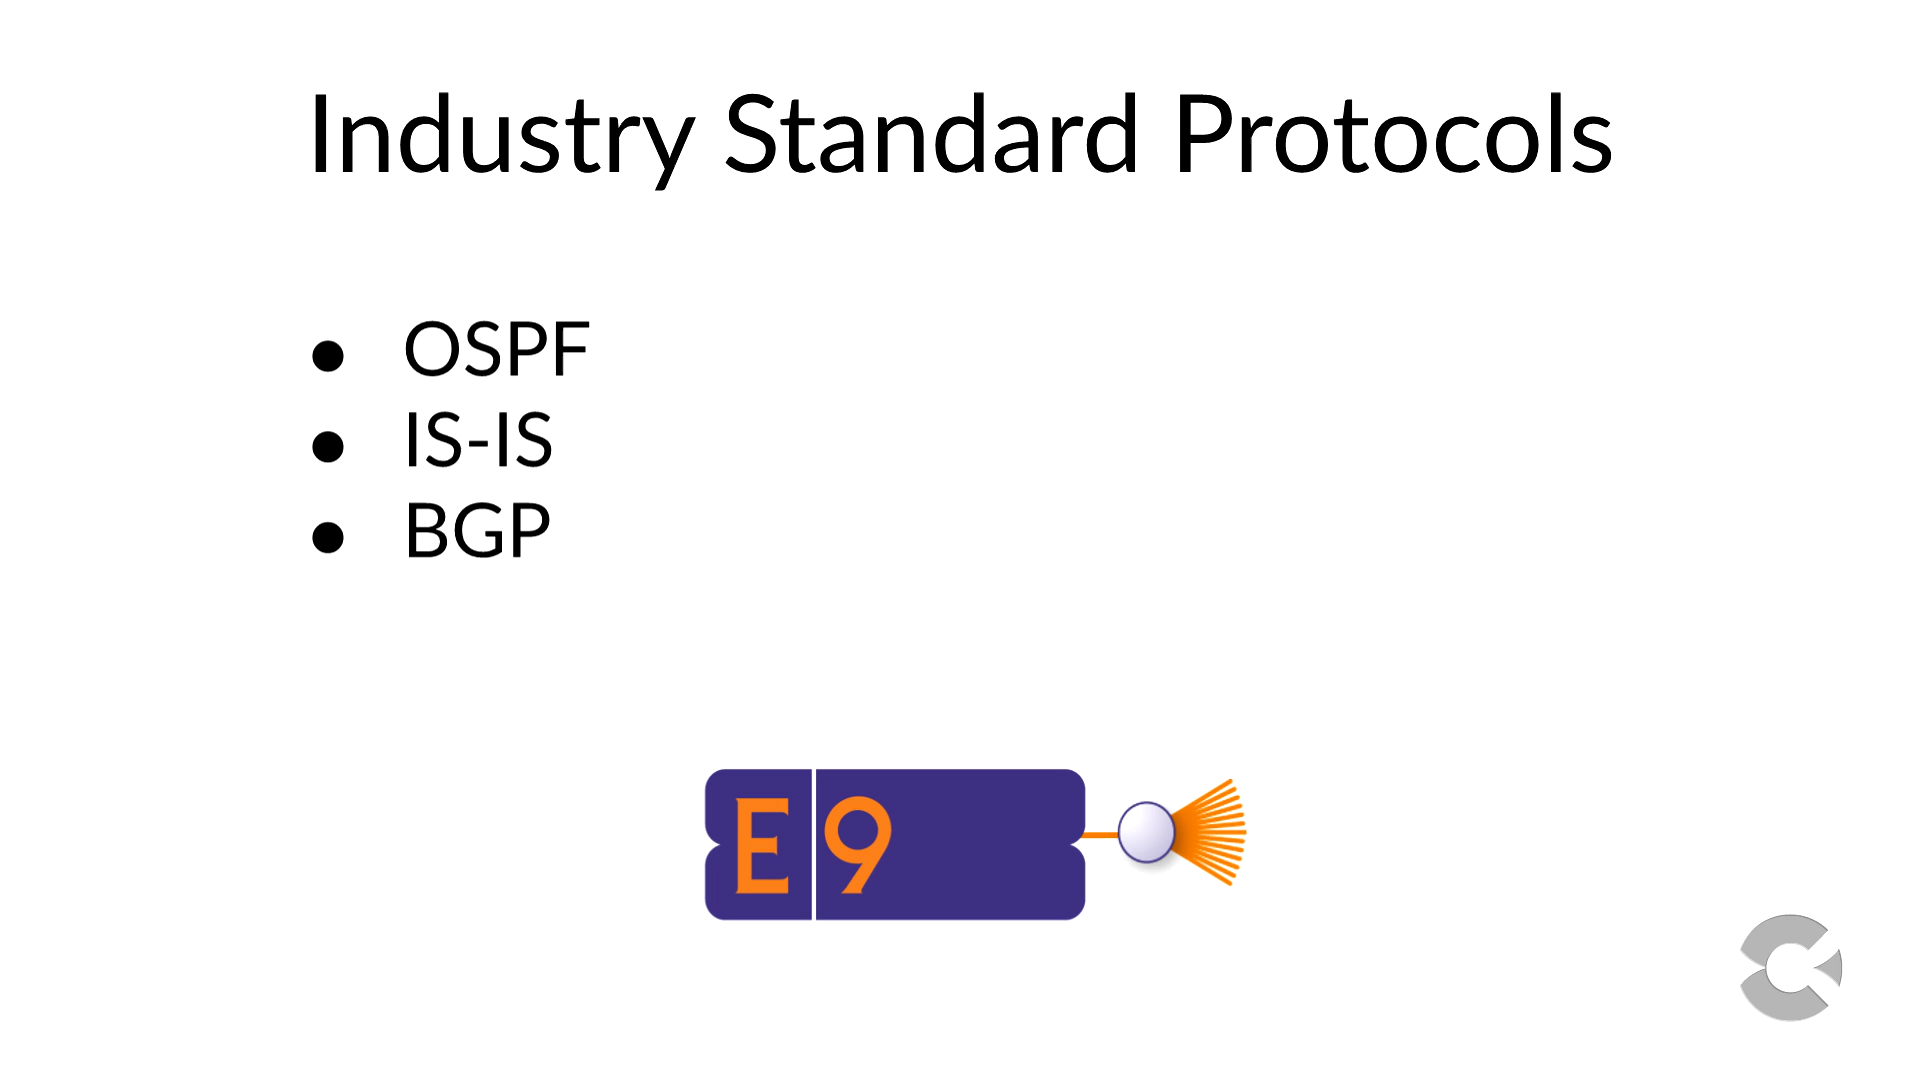 Industry Standard Protocols
● OSPF
● IS-IS
● BGP
E 9